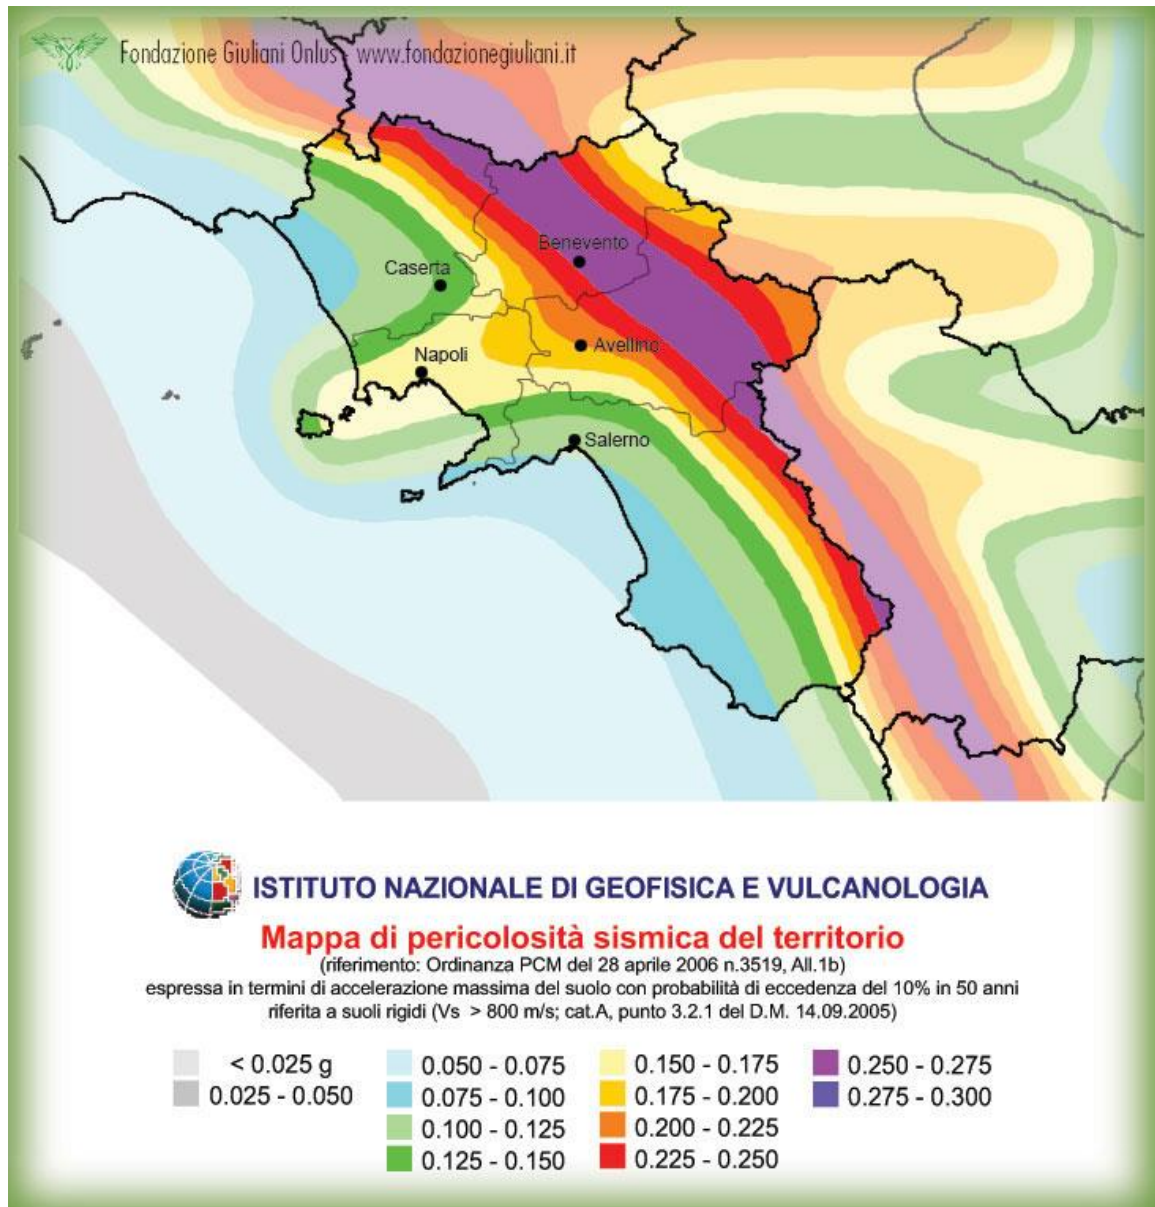 Fondazione Giuliani Onlus - www.fondazionegiuliani.it
Benevento
Caserta
Avellino
Napoli
Salerno
ISTITUTO NAZIONALE DI GEOFISICA E VULCANOLOGIA
Mappa di pericolosità sismica del territorio
(riferimento: Ordinanza PCM del 28 aprile 2006 n.3519, All.1b)
espressa in termini di accelerazione massima del suolo con probabilità di eccedenza del 10% in 50 anni
riferita a suoli rigidi (Vs > 800 m/s; cat.A, punto 3.2.1 del D.M. 14.09.2005)
< 0.025 g
0.025 - 0.050
0.050 - 0.075
0.075 - 0.100
0.100 - 0.125
0.125 - 0.150
0.150 - 0.175
0.175 - 0.200
0.200 - 0.225
0.225 - 0.250
0.250 - 0.275
0.275 - 0.300